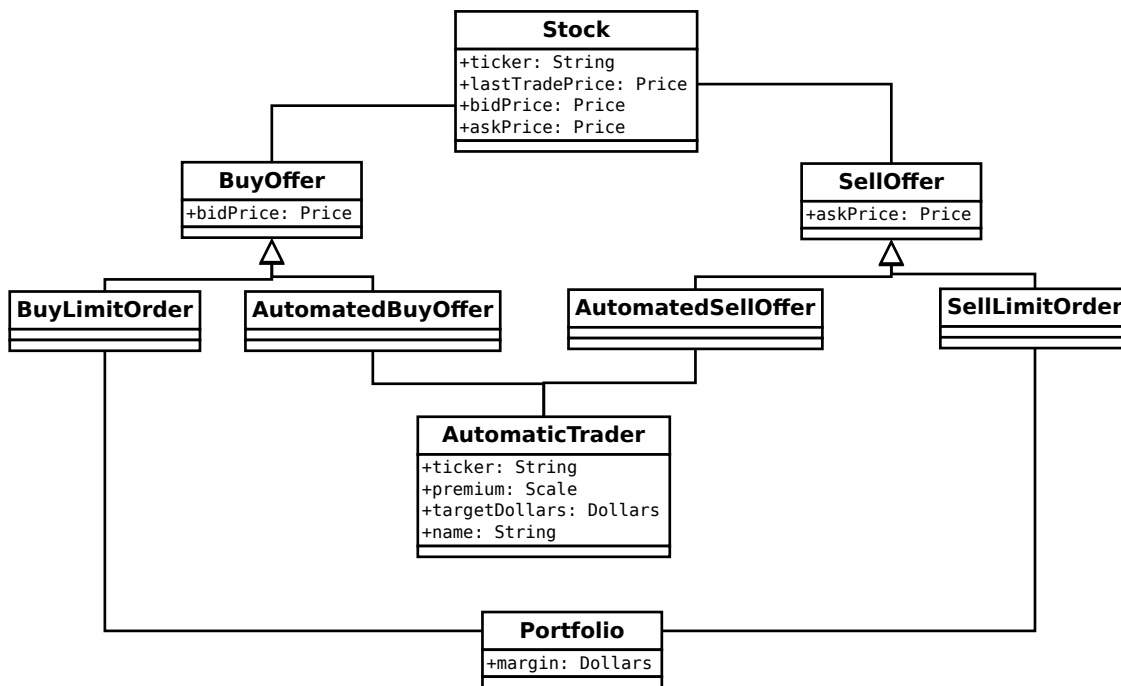 Stock
+ticker: String
+lastTradePrice: Price
+bidPrice: Price
+askPrice: Price
BuyOffer
+bidPrice: Price
SellOffer
+askPrice: Price
BuyLimitOrder
AutomatedBuyOffer
AutomatedSellOffer
SellLimitOrder
AutomaticTrader
+ticker: String
+premium: Scale
+targetDollars: Dollars
+name: String
Portfolio
+margin: Dollars